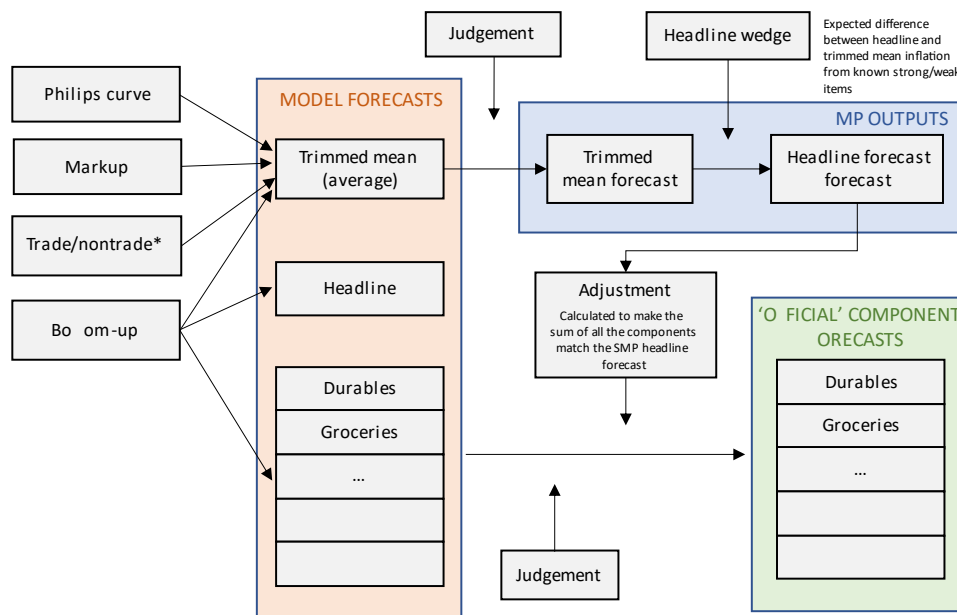 Judgement
Headline wedge
Expected difference
between headline and
trimmed mean inflation
from known strong/weak
items
Philips curve
MODEL FORECASTS
MP OUTPUTS
Markup
Trimmed mean
(average)
Trimmed
mean forecast
Headline forecast
forecast
Trade/nontrade*
Headline
Adjustment
Calculated to make the
sum of all the components
match the SMP headline
forecast
Bo om-up
‘O FICIAL’ COMPONENT
ORECASTS
Durables
Groceries
...
Durables
Groceries
...
Judgement